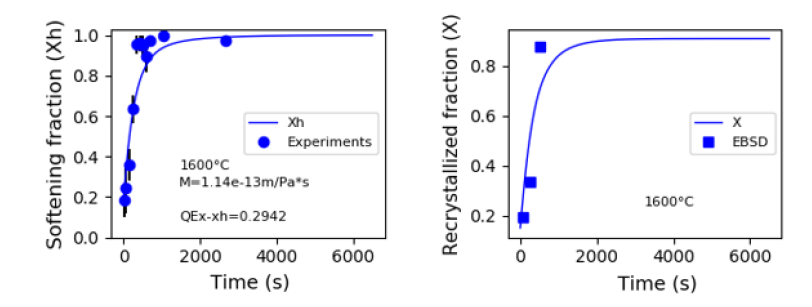 Softening fraction (Xh)
1.0
0.8
0.6
0.4
0.2
0.0
Xh
Experiments
1600°C
M=1.14e-13m/Pa*s
QEx-xh=0.2942
0 2000 4000 6000
Time (s)
Recrystallized fraction (X)
0.8
0.6
0.4
0.2
X
EBSD
1600°C
0 2000 4000 6000
Time (s)